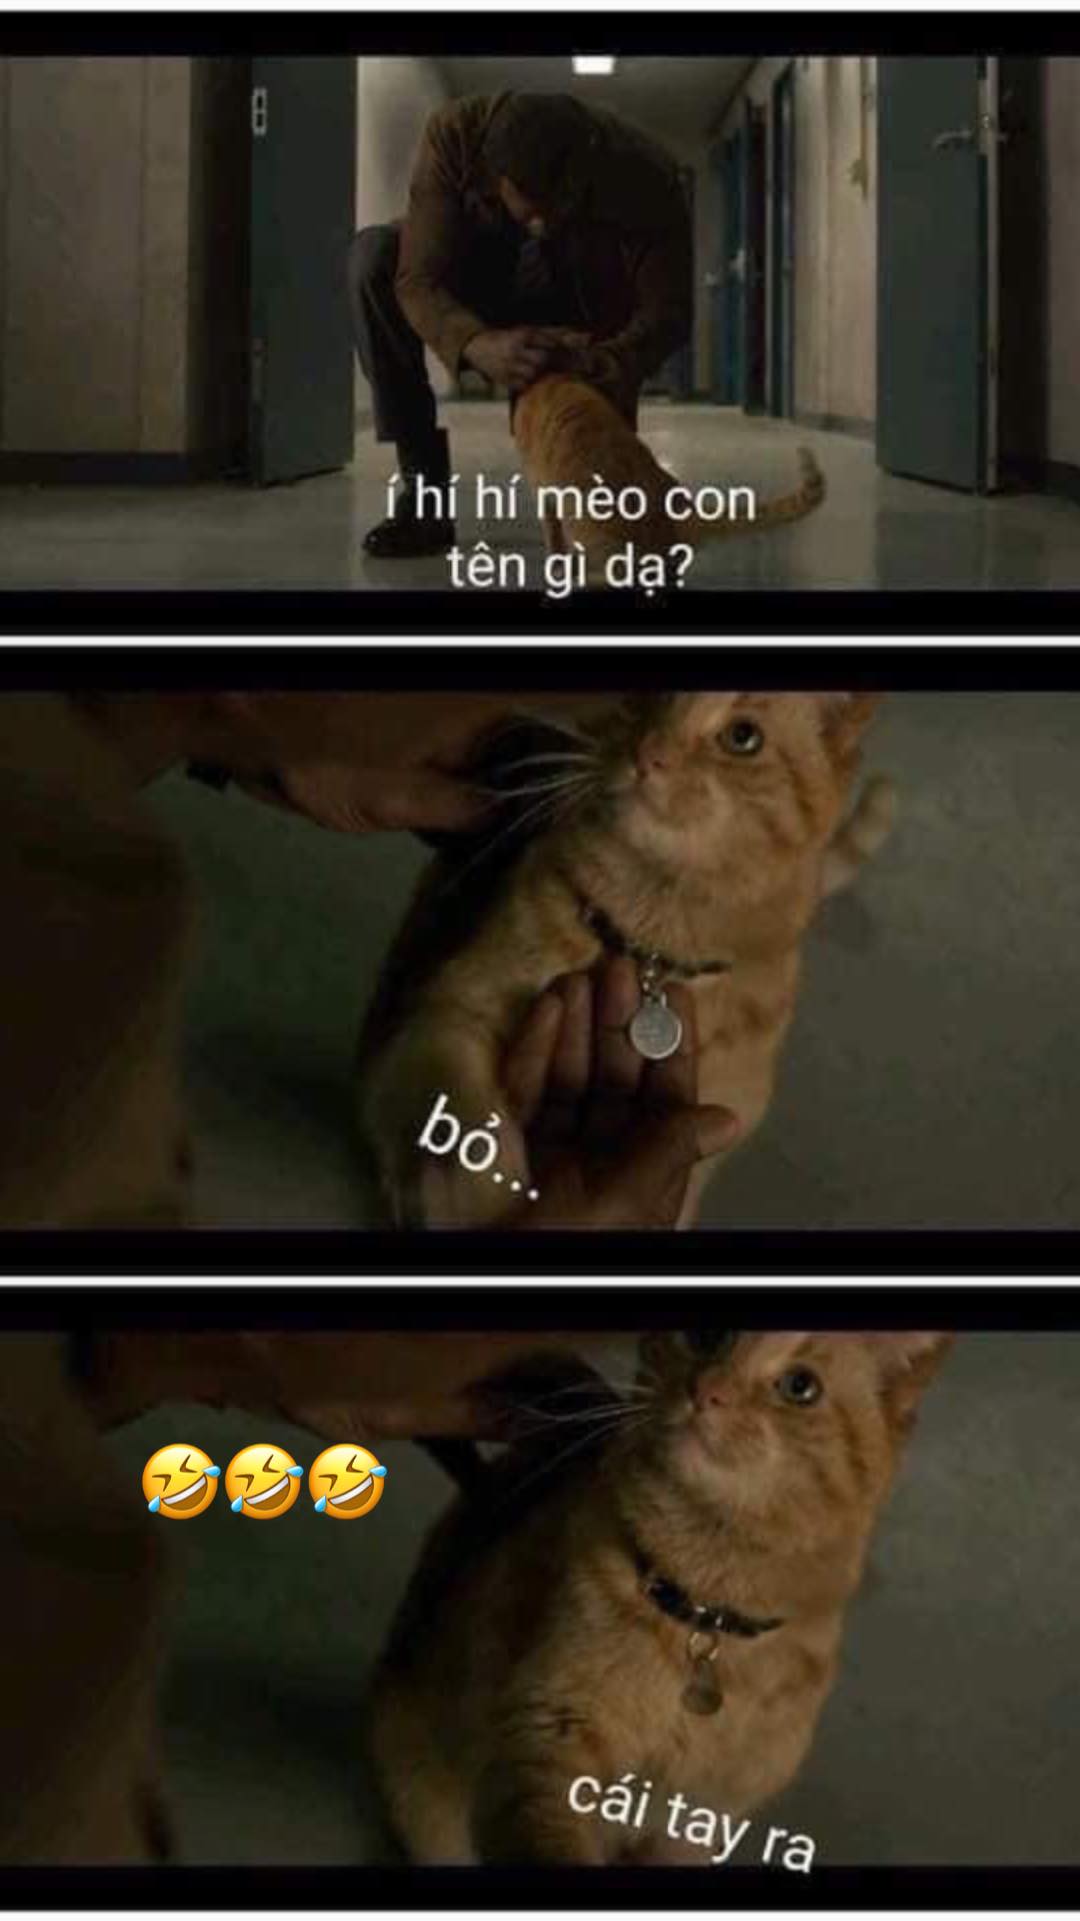 í hí hí mèo con
tên gì dạ?
bỏ...
🤣🤣🤣
cái tay ra